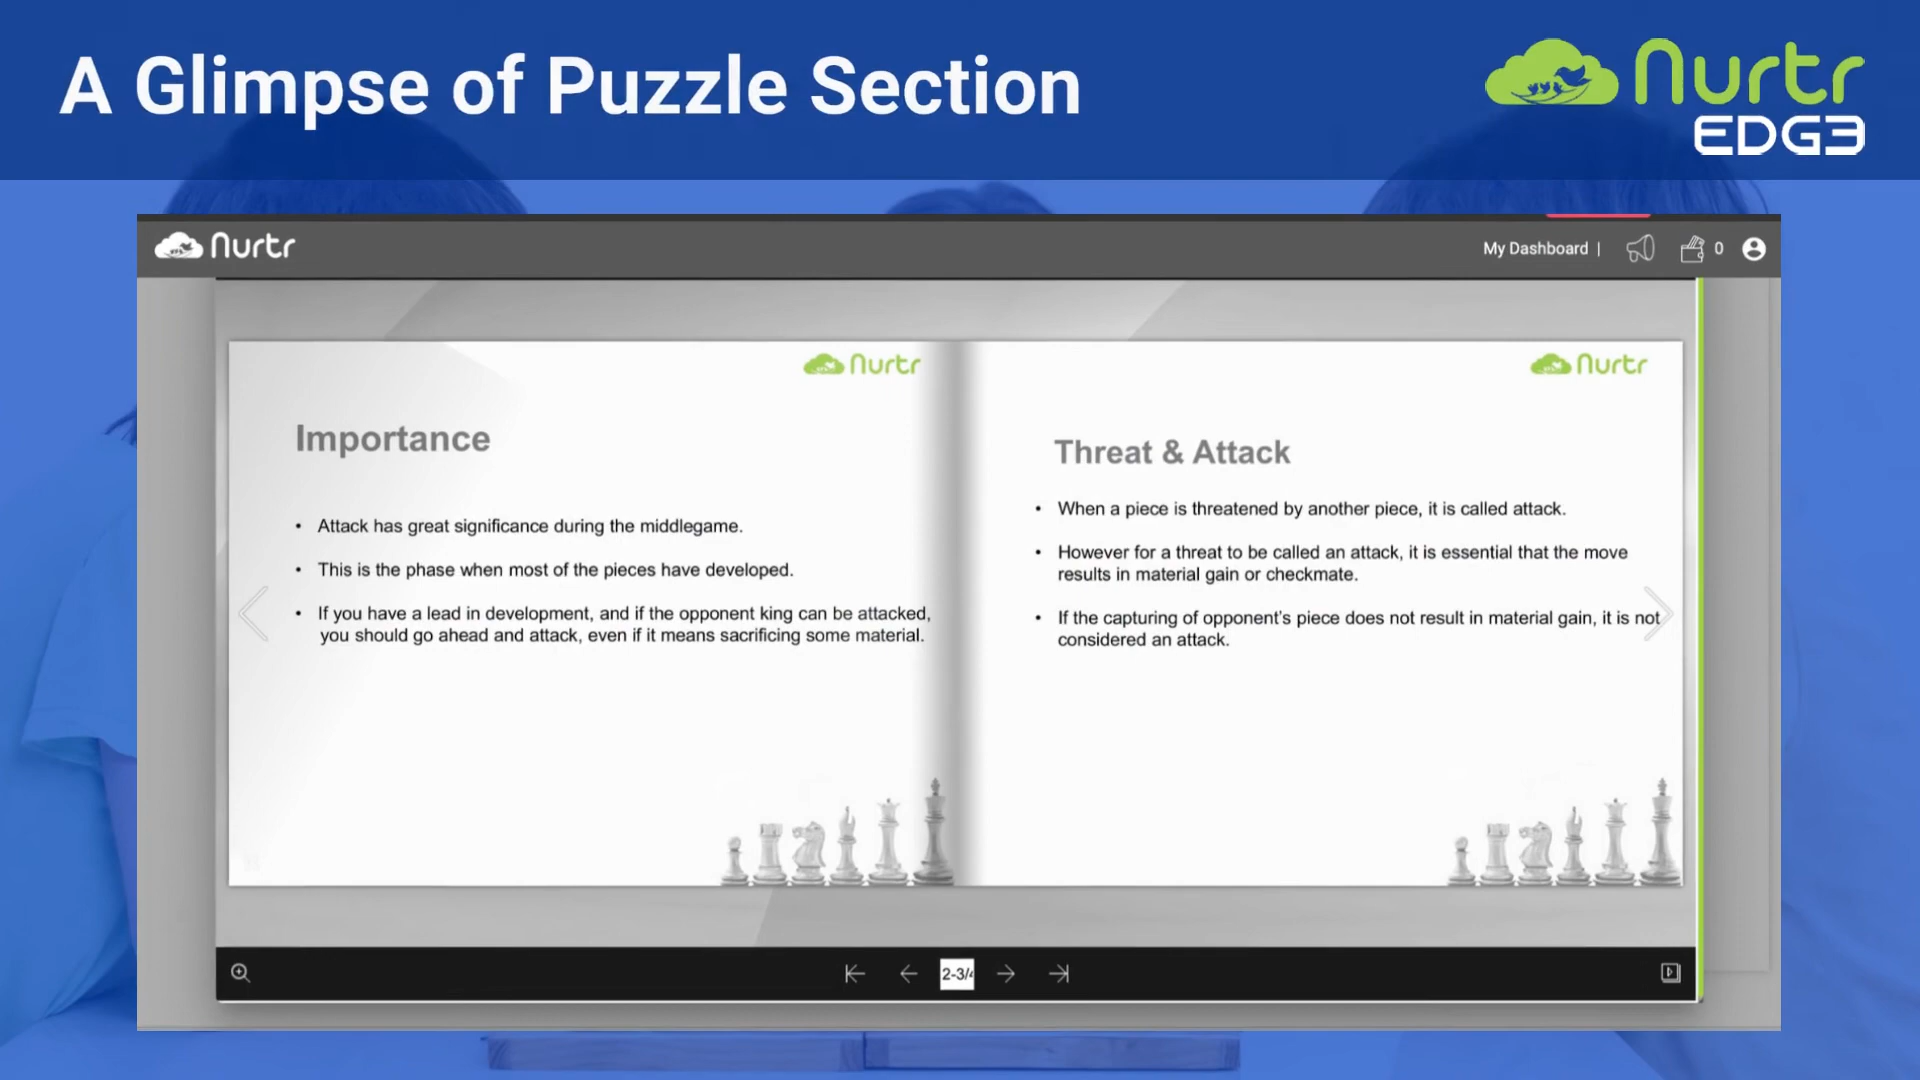 A Glimpse of Puzzle Section
Nurtr
EDG3
Nurtr
My Dashboard |
0
Nurtr
Importance
• Attack has great significance during the middlegame.
• This is the phase when most of the pieces have developed.
• If you have a lead in development, and if the opponent king can be attacked,
you should go ahead and attack, even if it means sacrificing some material.
Nurtr
Threat & Attack
• When a piece is threatened by another piece, it is called attack.
• However for a threat to be called an attack, it is essential that the move
results in material gain or checkmate.
• If the capturing of opponent's piece does not result in material gain, it is not
considered an attack.
2-3/4